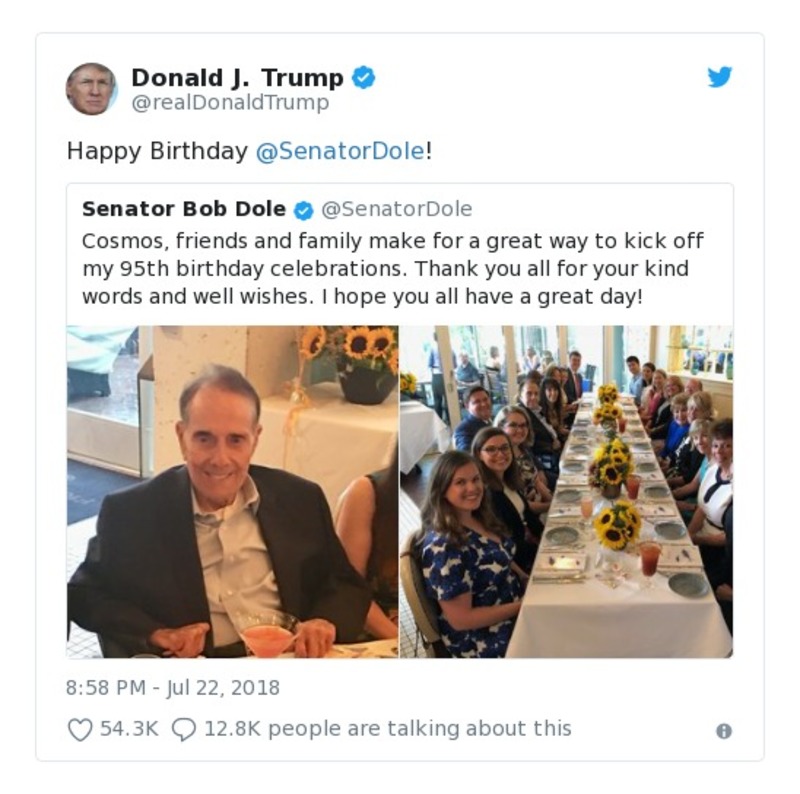 Donald J. Trump
@realDonaldTrump
Happy Birthday @SenatorDole!
Senator Bob Dole @SenatorDole
Cosmos, friends and family make for a great way to kick off
my 95th birthday celebrations. Thank you all for your kind
words and well wishes. I hope you all have a great day!
8:58 PM - Jul 22, 2018
54.3K 12.8K people are talking about this